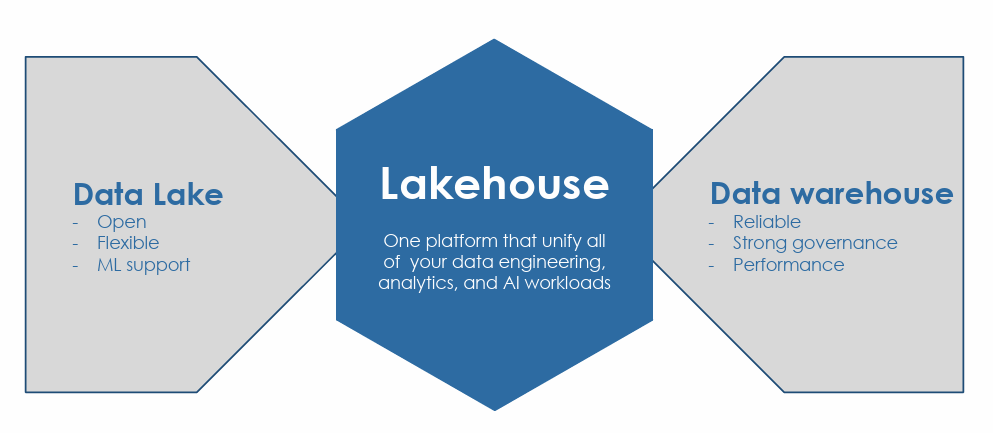 Data Lake
- Open
- Flexible
- ML support
Lakehouse
One platform that unify all
of  your data engineering,
analytics, and AI workloads
Data warehouse
- Reliable
- Strong governance
- Performance